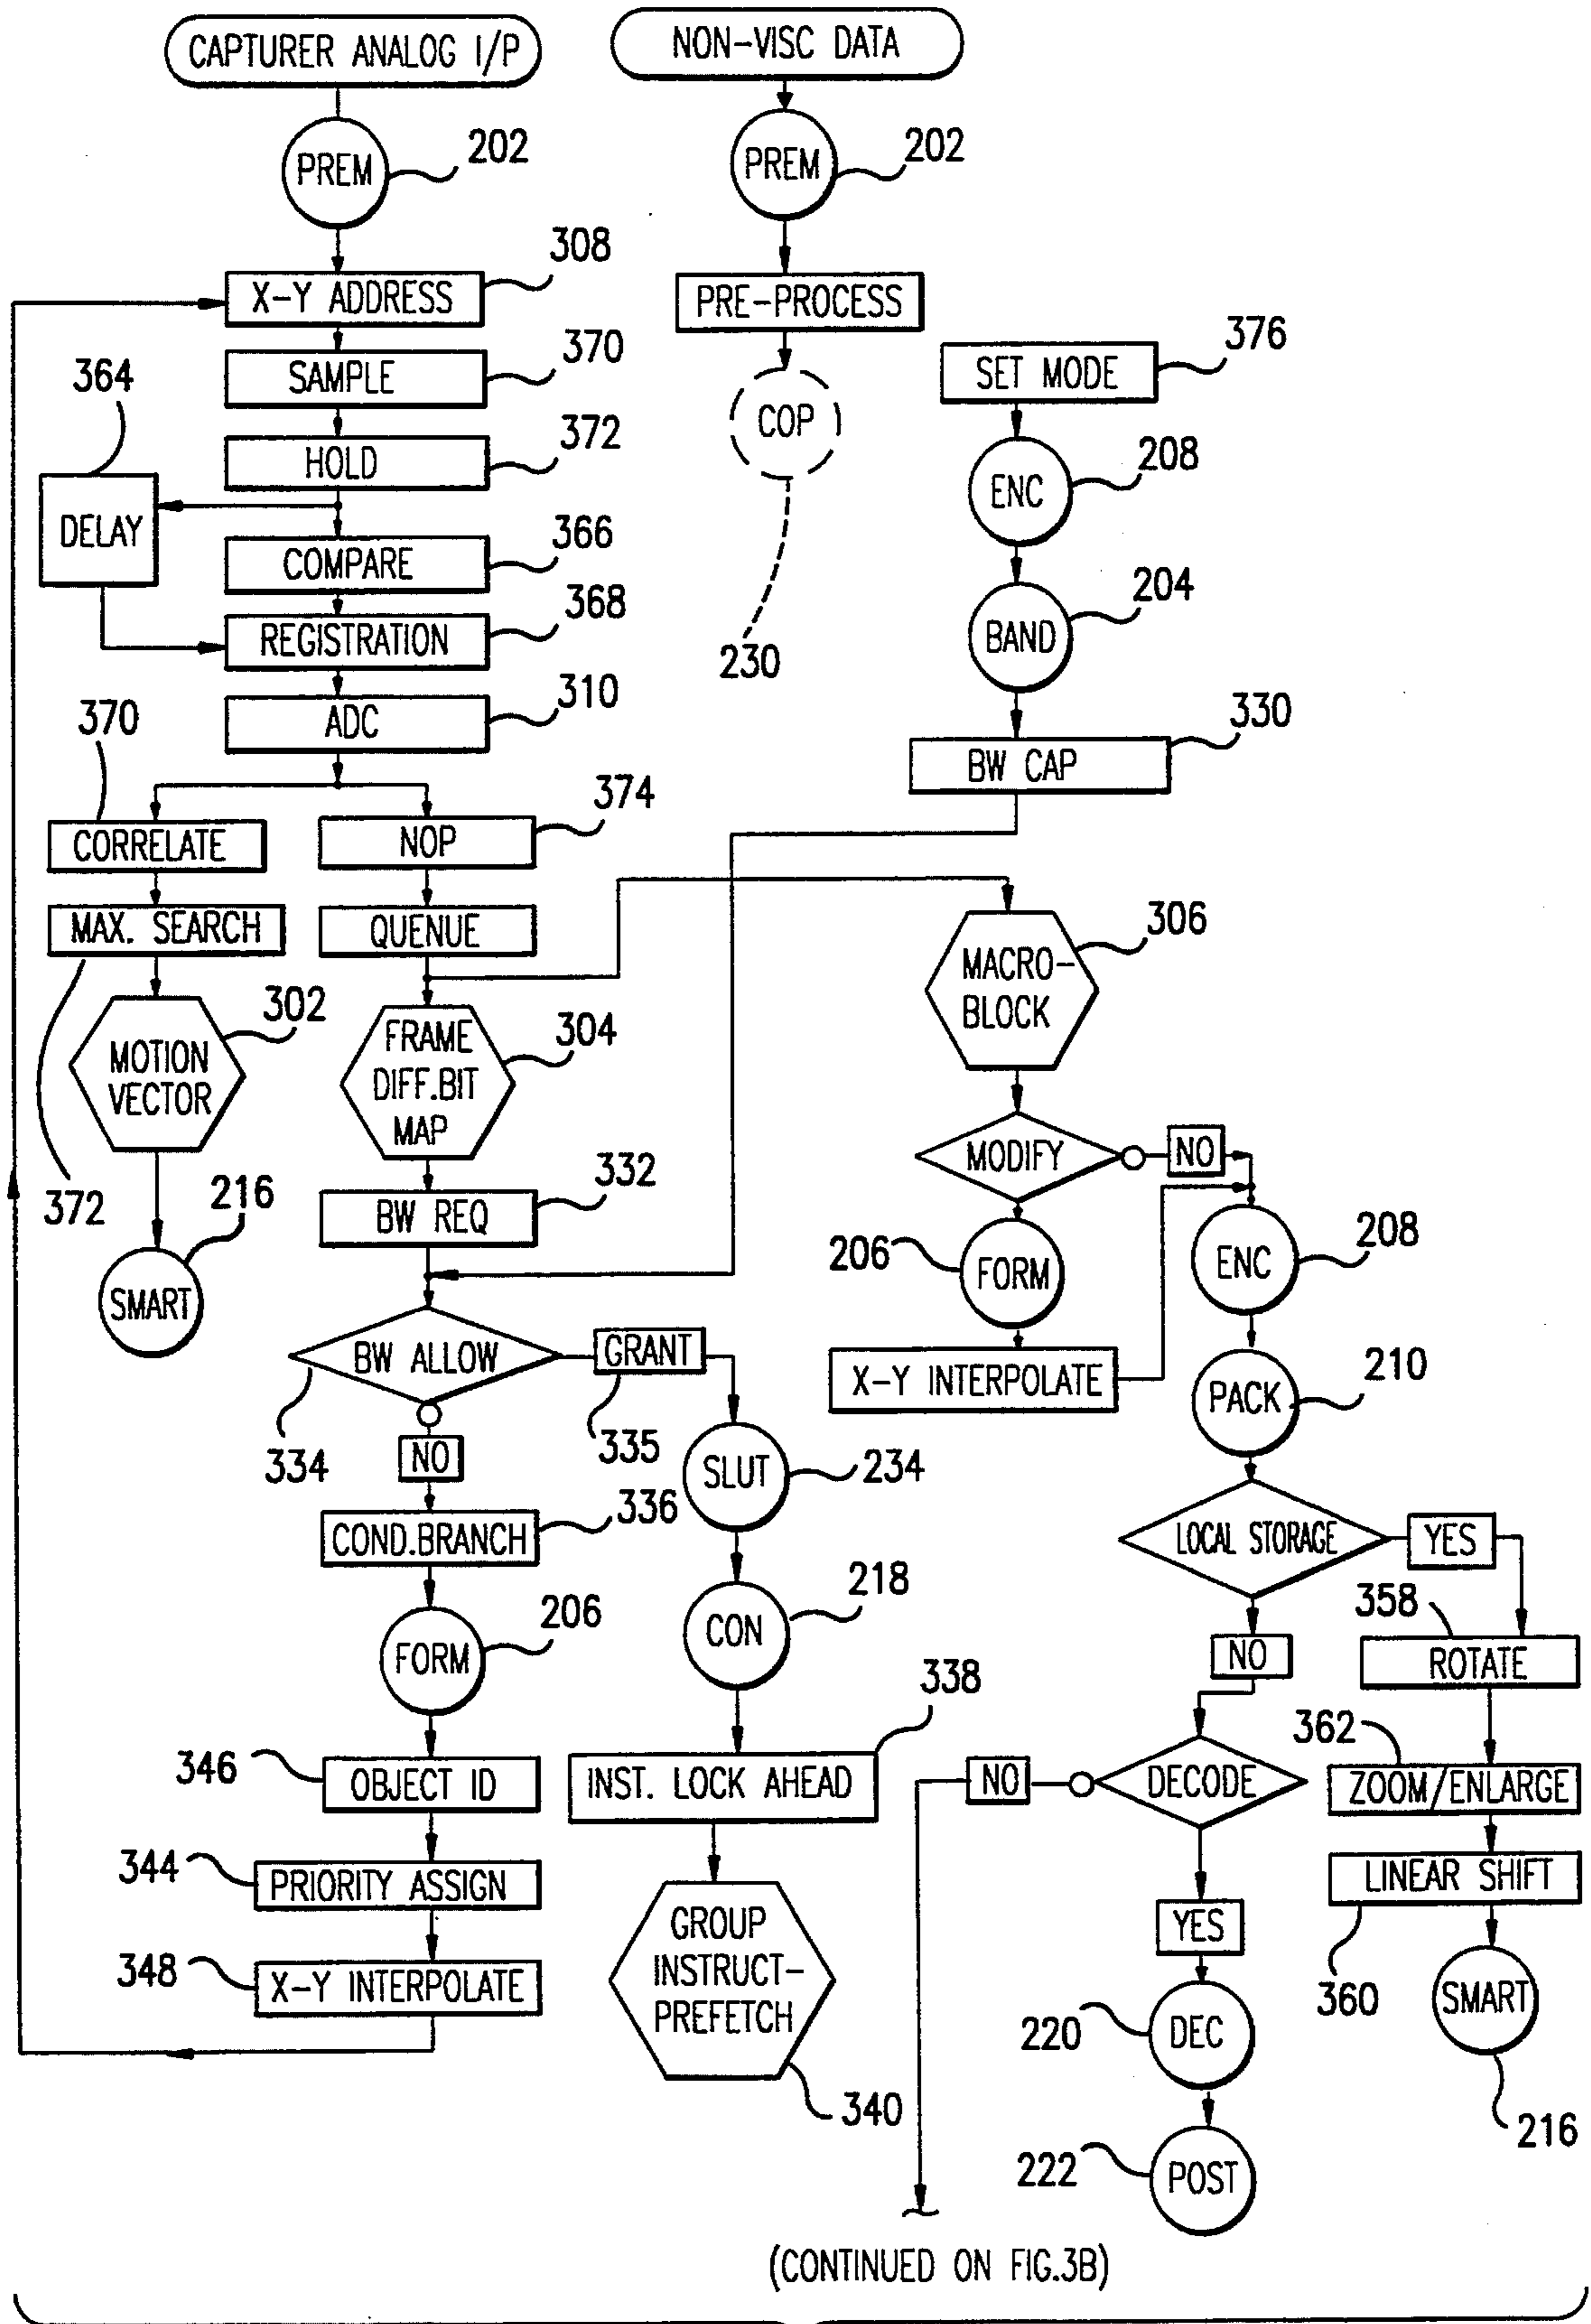 CAPTURER ANALOG I/P
NON-VISC DATA
PREM
202
PREM
202
308
X-Y ADDRESS
PRE-PROCESS
370
SAMPLE
376
SET MODE
364
COP
372
HOLD
208
ENC
DELAY
366
COMPARE
204
BAND
368
REGISTRATION
230
310
ADC
370
330
BW CAP
374
CORRELATE
NOP
MAX. SEARCH
QUENUE
306
MACRO-
BLOCK
302
MOTION
VECTOR
304
FRAME
DIFF.BIT
MAP
372
MODIFY
NO
332
BW REQ
216
SMART
206
FORM
208
ENC
BW ALLOW
GRANT
334
335
X-Y INTERPOLATE
210
PACK
NO
SLUT
234
336
COND.BRANCH
LOCAL STORAGE
YES
218
CON
206
FORM
358
ROTATE
NO
338
346
OBJECT ID
INST. LOCK AHEAD
NO
DECODE
362
ZOOM/ENLARGE
344
PRIORITY ASSIGN
LINEAR SHIFT
GROUP
INSTRUCT-
PREFETCH
YES
348
X-Y INTERPOLATE
360
SMART
220
DEC
340
216
222
POST
(CONTINUED ON FIG.3B)